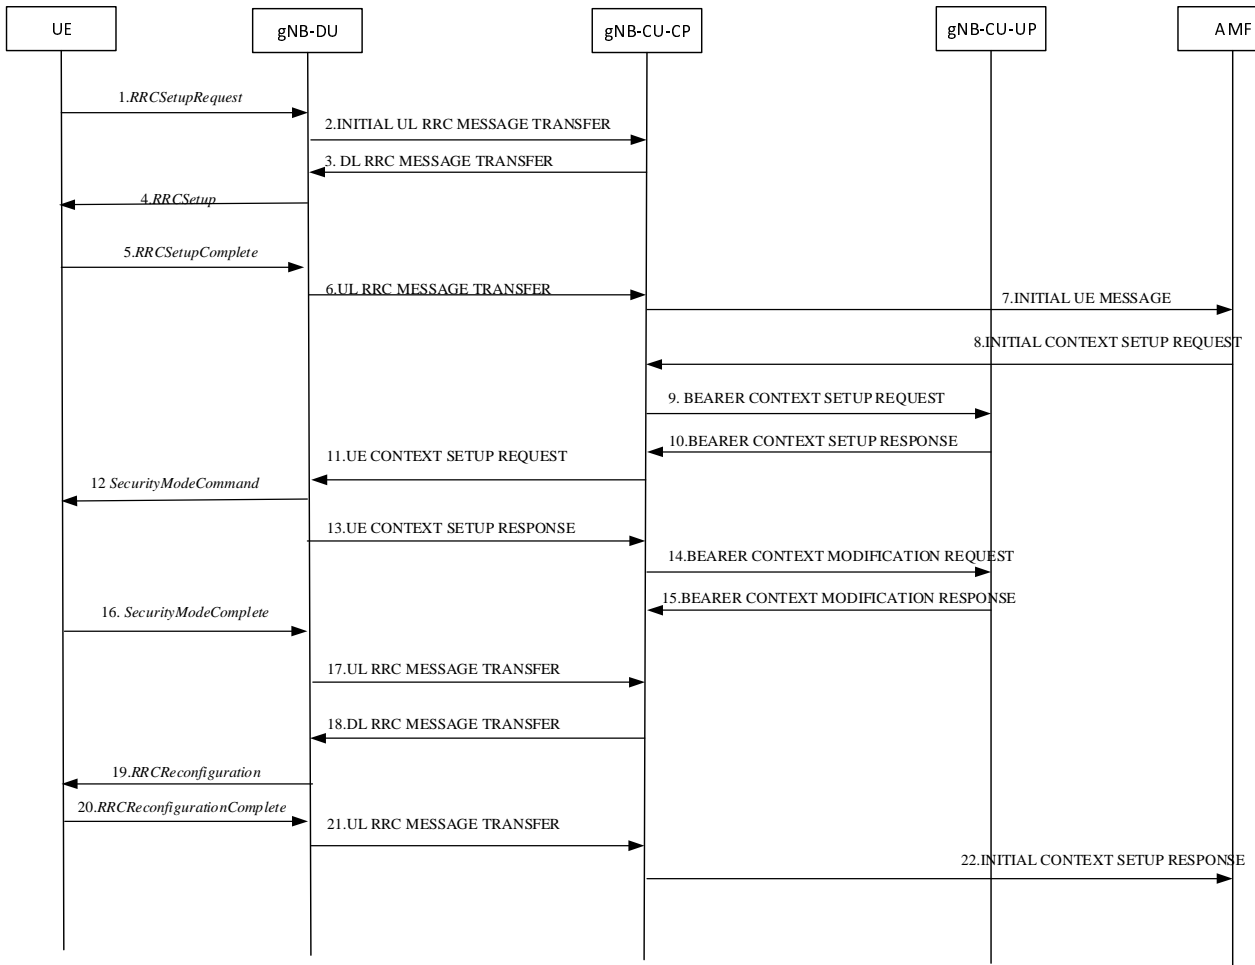 UE
gNB-DU
gNB-CU-CP
gNB-CU-UP
AMF
1.RRCSetupRequest
2.INITIAL UL RRC MESSAGE TRANSFER
3. DL RRC MESSAGE TRANSFER
4.RRCSetup
5.RRCSetupComplete
6.UL RRC MESSAGE TRANSFER
7.INITIAL UE MESSAGE
8.INITIAL CONTEXT SETUP REQUEST
9. BEARER CONTEXT SETUP REQUEST
10.BEARER CONTEXT SETUP RESPONSE
11.UE CONTEXT SETUP REQUEST
12 SecurityModeCommand
13.UE CONTEXT SETUP RESPONSE
14.BEARER CONTEXT MODIFICATION REQUEST
15.BEARER CONTEXT MODIFICATION RESPONSE
16. SecurityModeComplete
17.UL RRC MESSAGE TRANSFER
18.DL RRC MESSAGE TRANSFER
19.RRCReconfiguration
20.RRCReconfigurationComplete
21.UL RRC MESSAGE TRANSFER
22.INITIAL CONTEXT SETUP RESPONSE